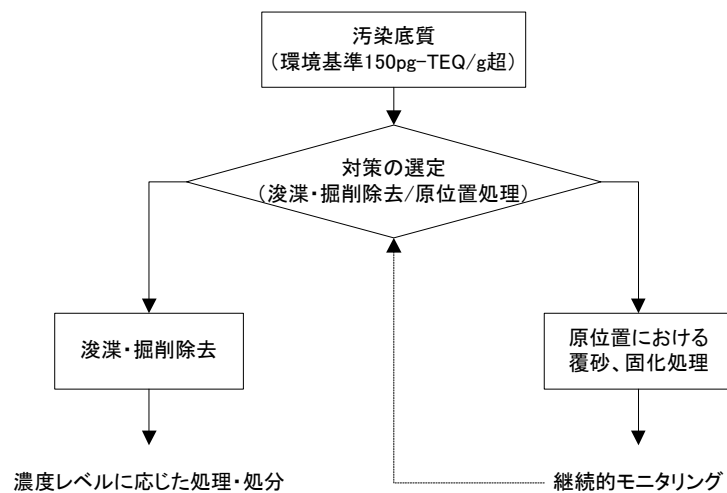 汚染底質
（環境基準150pg-TEQ/g超）
対策の選定
（浚渫・掘削除去/原位置処理）
浚渫・掘削除去
原位置における
覆砂、固化処理
濃度レベルに応じた処理・処分
継続的モニタリング